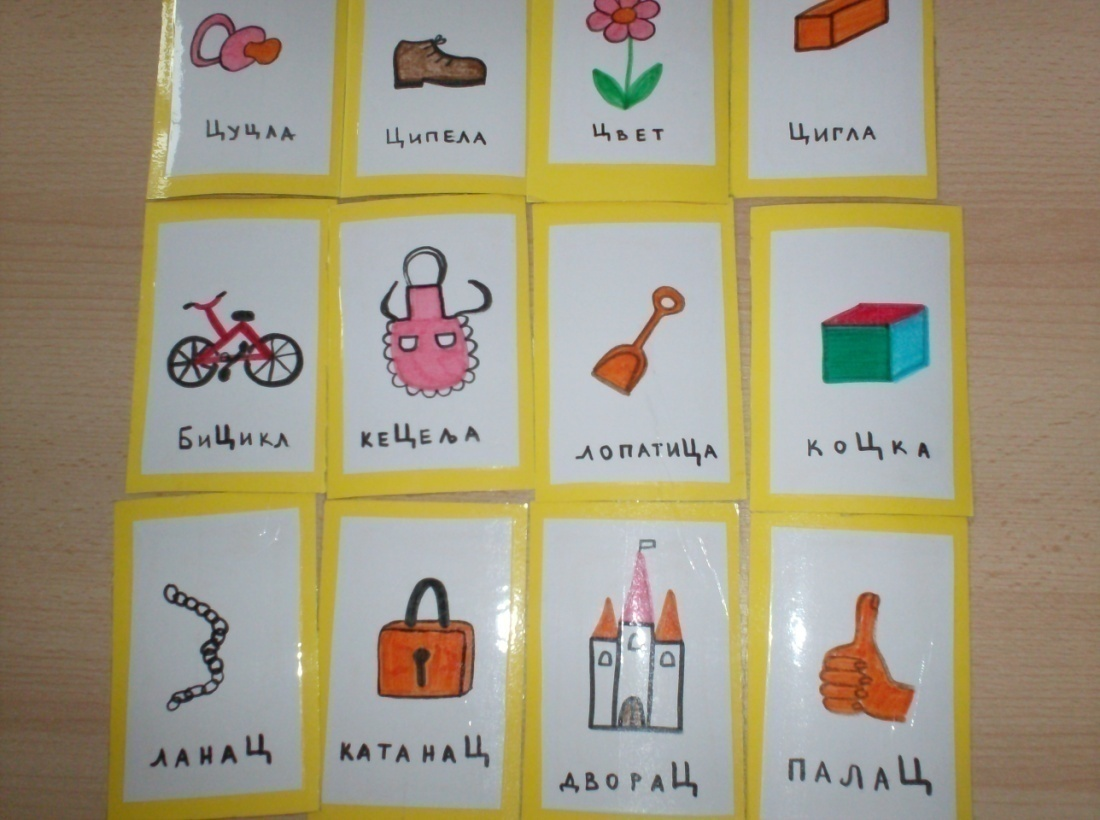 ЦУЦЛА
ЦИПЕЛА
ЦВЕТ
ЦИГЛА
БиЦикл
КЕЦЕЉА
ЛОПАТИЦА
КОЦКА
ЛАНАЦ
КАТАНАЦ
ДВОРАЦ
ПАЛАЦ